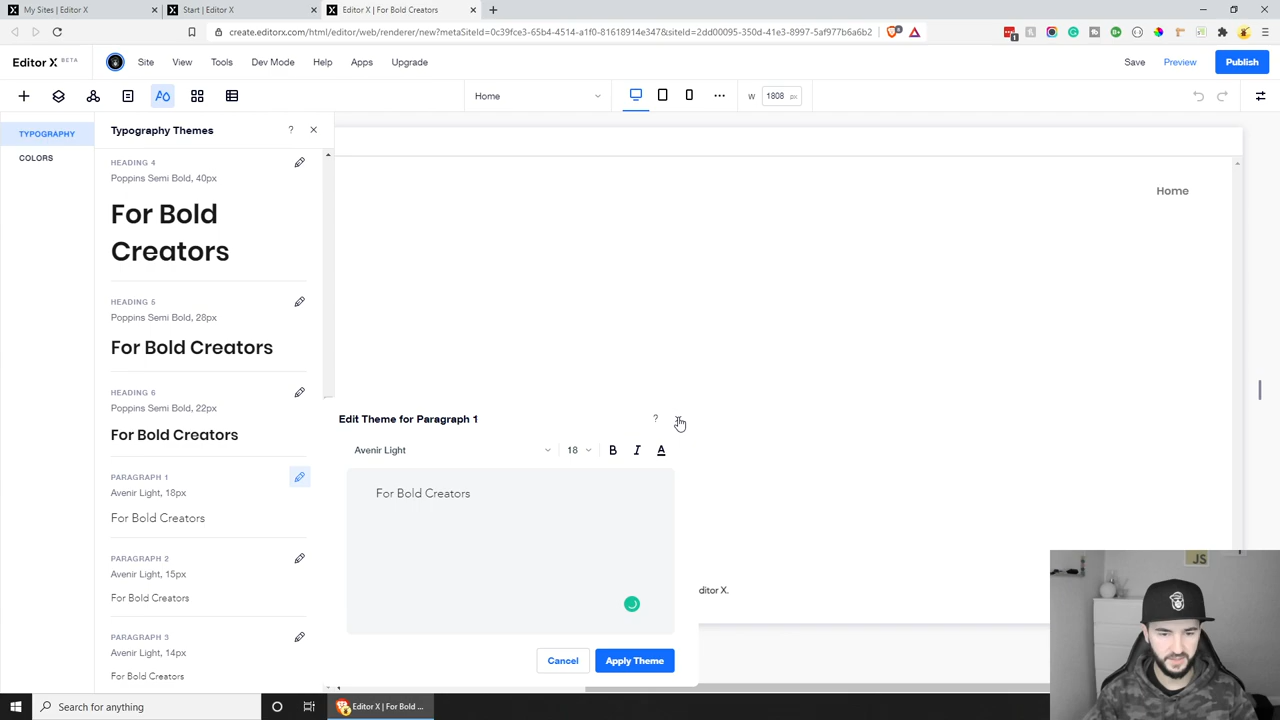 My Sites | Editor X
Start | Editor X
Editor X | For Bold Creators
create.editorx.com/html/editor/web/renderer/new?metaSiteId=0c39fce3-65b4-4514-a1f0-81618914e347&siteId=2dd00095-350d-41e3-8997-5af977b6a6b2
Editor X BETA
Site
View
Tools
Dev Mode
Help
Apps
Upgrade
Save
Preview
Publish
Home
W
1808
px
TYPOGRAPHY
COLORS
Typography Themes
?
HEADING 4
Poppins Semi Bold, 40px
For Bold
Creators
HEADING 5
Poppins Semi Bold, 28px
For Bold Creators
HEADING 6
Poppins Semi Bold, 22px
For Bold Creators
PARAGRAPH 1
Avenir Light, 18px
For Bold Creators
PARAGRAPH 2
Avenir Light, 15px
For Bold Creators
PARAGRAPH 3
Avenir Light, 14px
For Bold Creators
Home
Edit Theme for Paragraph 1
?
Avenir Light
18
B
I
A
For Bold Creators
Cancel
Apply Theme
ditor X.
JS
Search for anything
Editor X | For Bold ...